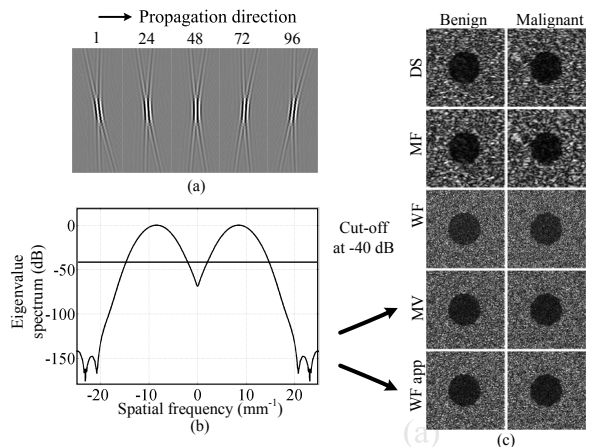 Propagation direction
1 24 48 72 96
(a)
0
-50
-100
-150
Eigenvalue
spectrum (dB)
-20 -10 0 10 20
Spatial frequency (mm-1)
(b)
Cut-off
at -40 dB
Benign Malignant
DS
MF
WF
MV
WF app
(c)
(a)